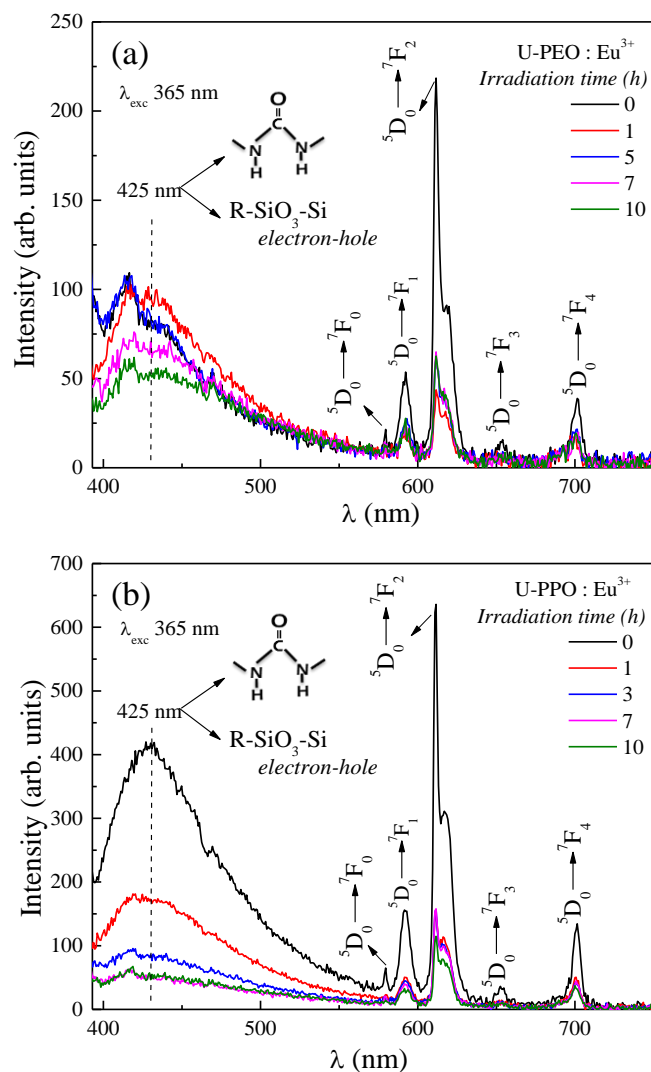 (a)
U-PEO : Eu³⁺
Irradiation time (h)
0
1
5
7
10
λexc 365 nm
O
C
N
N
H
H
425 nm
R-SiO₃-Si
electron-hole
⁵D₀ → ⁷F₀
⁵D₀ → ⁷F₁
⁵D₀ → ⁷F₂
⁵D₀ → ⁷F₃
⁵D₀ → ⁷F₄
Intensity (arb. units)
250
200
150
100
50
0
400
500
600
700
λ (nm)
(b)
U-PPO : Eu³⁺
Irradiation time (h)
0
1
3
7
10
λexc 365 nm
O
C
N
N
H
H
425 nm
R-SiO₃-Si
electron-hole
⁵D₀ → ⁷F₀
⁵D₀ → ⁷F₁
⁵D₀ → ⁷F₂
⁵D₀ → ⁷F₃
⁵D₀ → ⁷F₄
Intensity (arb. units)
700
600
500
400
300
200
100
0
400
500
600
700
λ (nm)